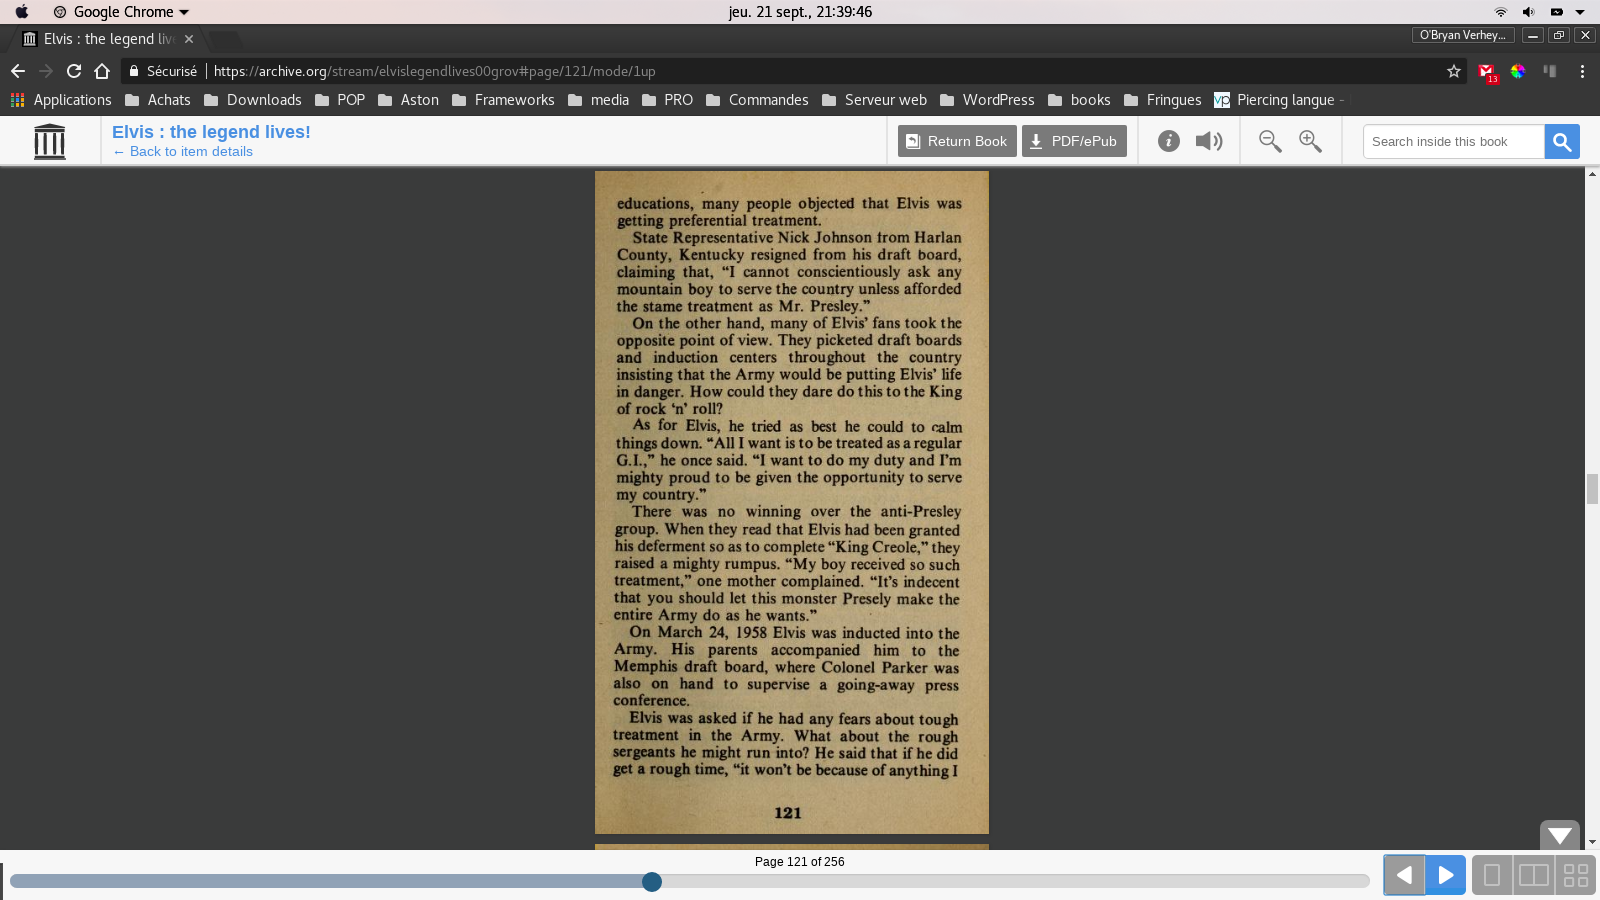 Google Chrome
jeu. 21 sept., 21:39:46
Elvis : the legend live
O'Bryan Verhey...
Sécurisé
https://archive.org/stream/elvislegendlives00grov#page/121/mode/1up
13
Applications Achats Downloads POP Aston Frameworks media PRO Commandes Serveur web WordPress books Fringues vp Piercing langue -
Elvis : the legend lives!
← Back to item details
Return Book
PDF/ePub
Search inside this book
educations, many people objected that Elvis was
getting preferential treatment.
State Representative Nick Johnson from Harlan
County, Kentucky resigned from his draft board,
claiming that, “I cannot conscientiously ask any
mountain boy to serve the country unless afforded
the stame treatment as Mr. Presley.”
On the other hand, many of Elvis’ fans took the
opposite point of view. They picketed draft boards
and induction centers throughout the country
insisting that the Army would be putting Elvis’ life
in danger. How could they dare do this to the King
of rock ‘n’ roll?
As for Elvis, he tried as best he could to calm
things down. “All I want is to be treated as a regular
G.I.,” he once said. “I want to do my duty and I’m
mighty proud to be given the opportunity to serve
my country.”
There was no winning over the anti-Presley
group. When they read that Elvis had been granted
his deferment so as to complete “King Creole,” they
raised a mighty rumpus. “My boy received so such
treatment,” one mother complained. “It’s indecent
that you should let this monster Presely make the
entire Army do as he wants.”
On March 24, 1958 Elvis was inducted into the
Army. His parents accompanied him to the
Memphis draft board, where Colonel Parker was
also on hand to supervise a going-away press
conference.
Elvis was asked if he had any fears about tough
treatment in the Army. What about the rough
sergeants he might run into? He said that if he did
get a rough time, “it won’t be because of anything I
121
Page 121 of 256